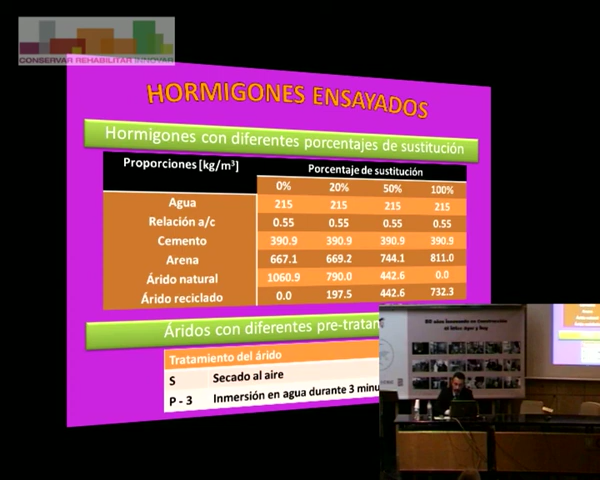 CONSERVAR REHABILITAR INNOVAR
HORMIGONES ENSAYADOS
Hormigones con diferentes porcentajes de sustitución
Proporciones [kg/m³] Porcentaje de sustitución
0% 20% 50% 100%
Agua 215 215 215 215
Relación a/c 0.55 0.55 0.55 0.55
Cemento 390.9 390.9 390.9 390.9
Arena 667.1 669.2 744.1 811.0
Árido natural 1060.9 790.0 442.6 0.0
Árido reciclado 0.0 197.5 442.6 732.3
Áridos con diferentes
Tratamiento del árido
S Secado al aire
P - 3 Inmersión en agua durante 3